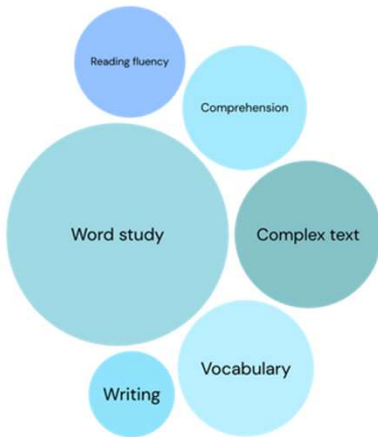 Reading fluency
Comprehension
Word study
Complex text
Vocabulary
Writing